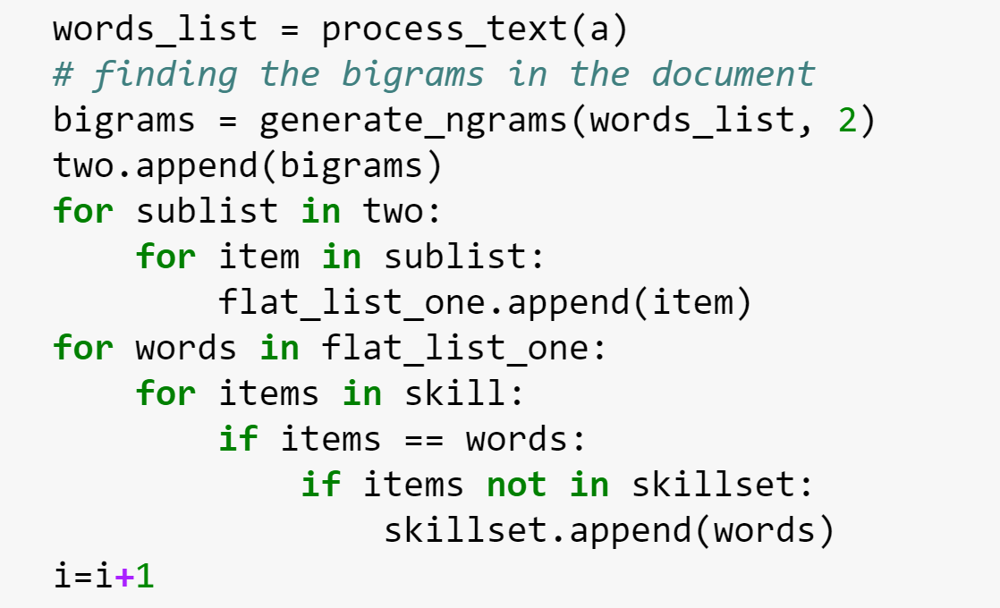 words_list = process_text(a)
# finding the bigrams in the document
bigrams = generate_ngrams(words_list, 2)
two.append(bigrams)
for sublist in two:
    for item in sublist:
        flat_list_one.append(item)
for words in flat_list_one:
    for items in skill:
        if items == words:
            if items not in skillset:
                skillset.append(words)
i=i+1